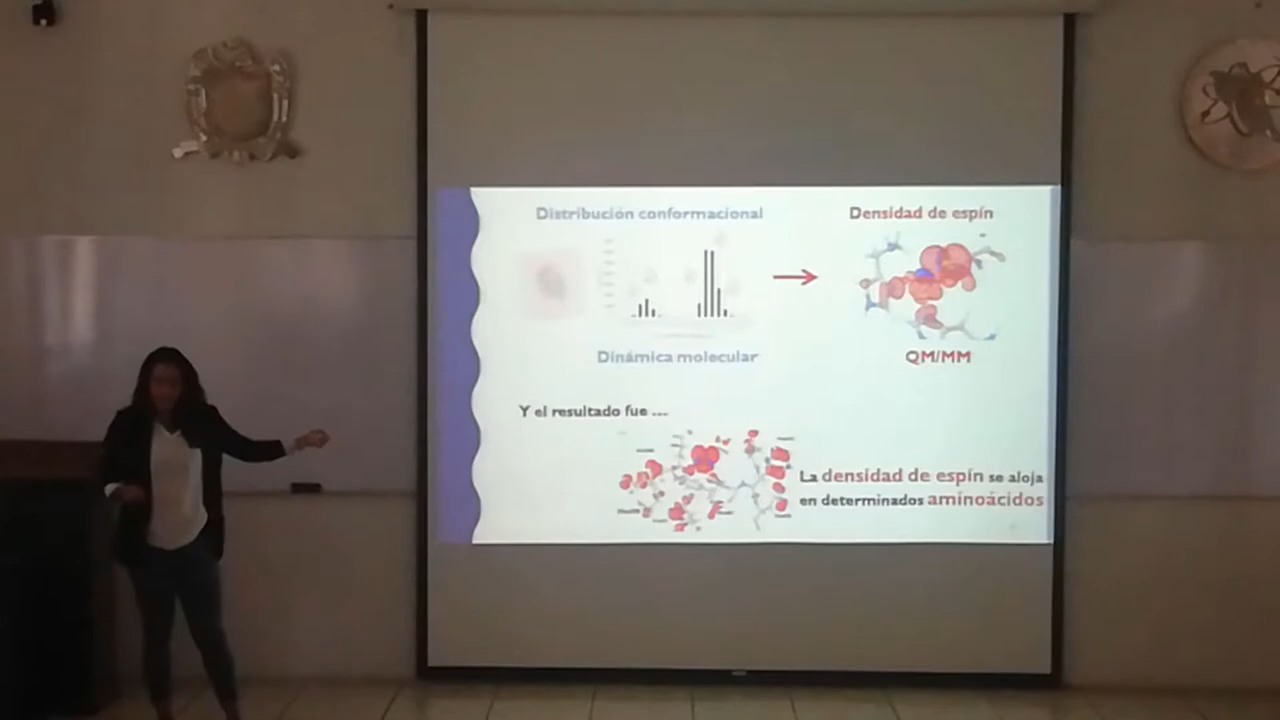 Distribución conformacional
Densidad de espín
Dinámica molecular
QM/MM
Y el resultado fue ...
La densidad de espín se aloja
en determinados aminoácidos